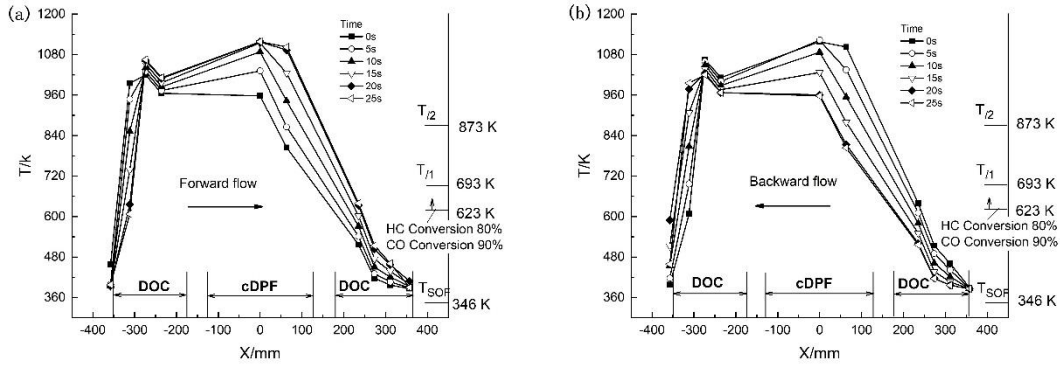 (a)
T/k
1200
1080
960
840
720
600
480
360
Time
0s
5s
10s
15s
20s
25s
Forward flow
DOC
cDPF
DOC
-400 -300 -200 -100 0 100 200 300 400
X/mm
T/2
873 K
T/1
693 K
623 K
HC Conversion 80%
CO Conversion 90%
TSOF
346 K
(b)
T/K
1200
1080
960
840
720
600
480
360
Time
0s
5s
10s
15s
20s
25s
Backward flow
DOC
cDPF
DOC
-400 -300 -200 -100 0 100 200 300 400
X/mm
T/2
873 K
T/1
693 K
623 K
HC Conversion 80%
CO Conversion 90%
TSOF
346 K